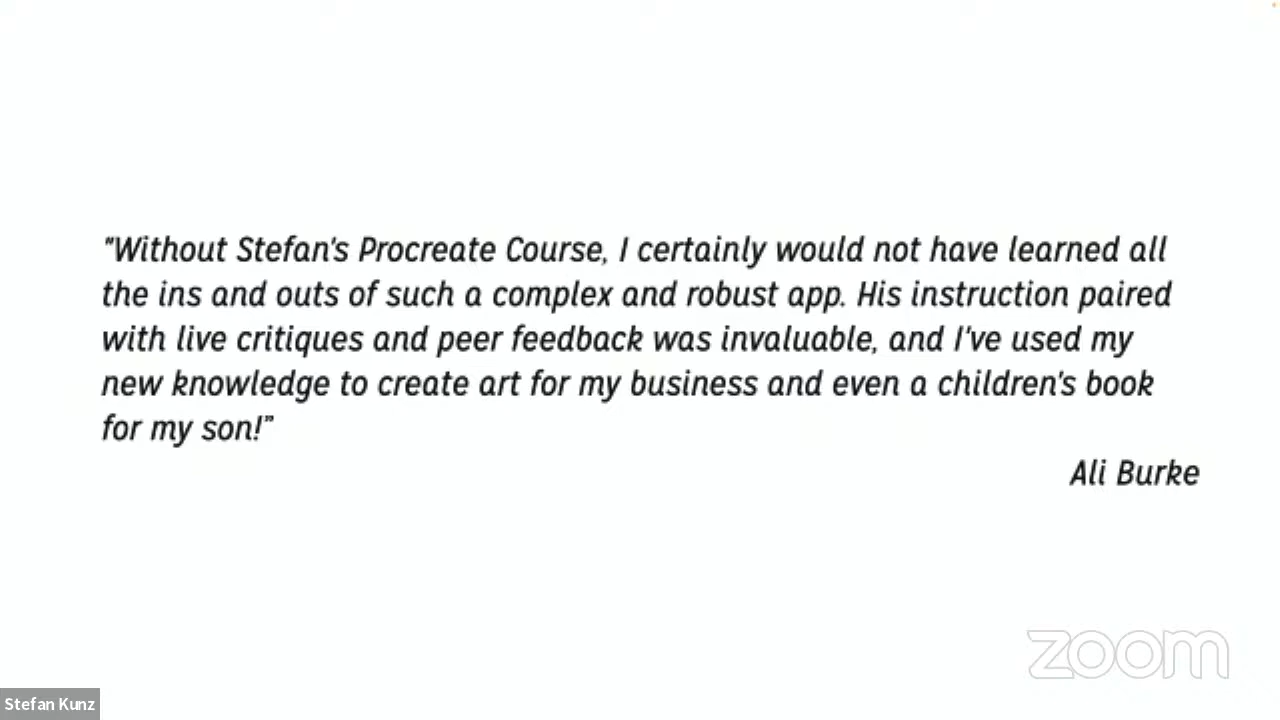 "Without Stefan's Procreate Course, I certainly would not have learned all
the ins and outs of such a complex and robust app. His instruction paired
with live critiques and peer feedback was invaluable, and I've used my
new knowledge to create art for my business and even a children's book
for my son!”
Ali Burke
zoom
Stefan Kunz